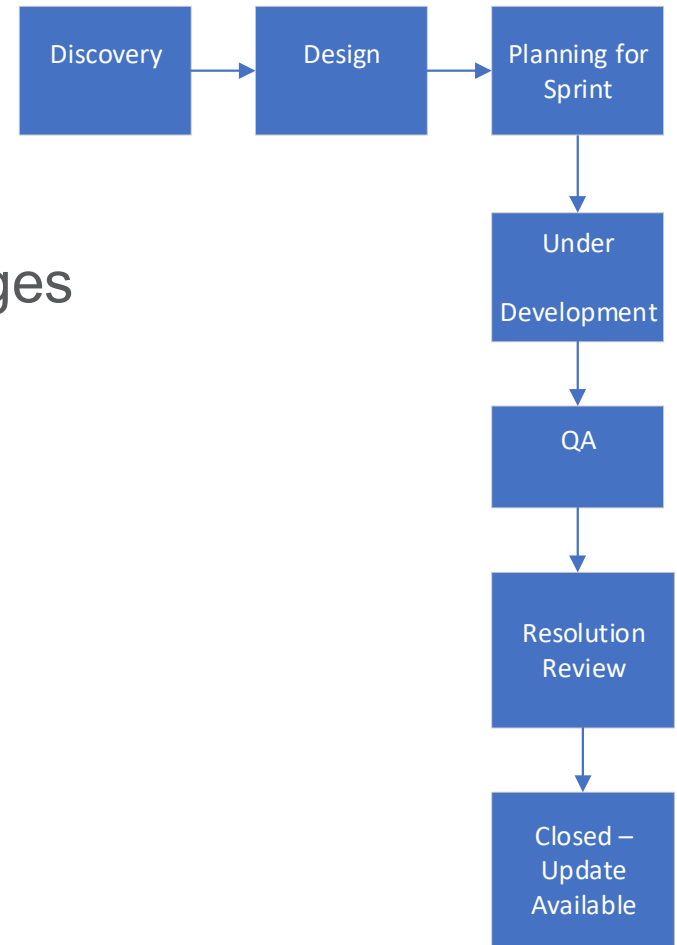 Discovery
Design
Planning for
Sprint
ges
Under
Development
QA
Resolution
Review
Closed –
Update
Available